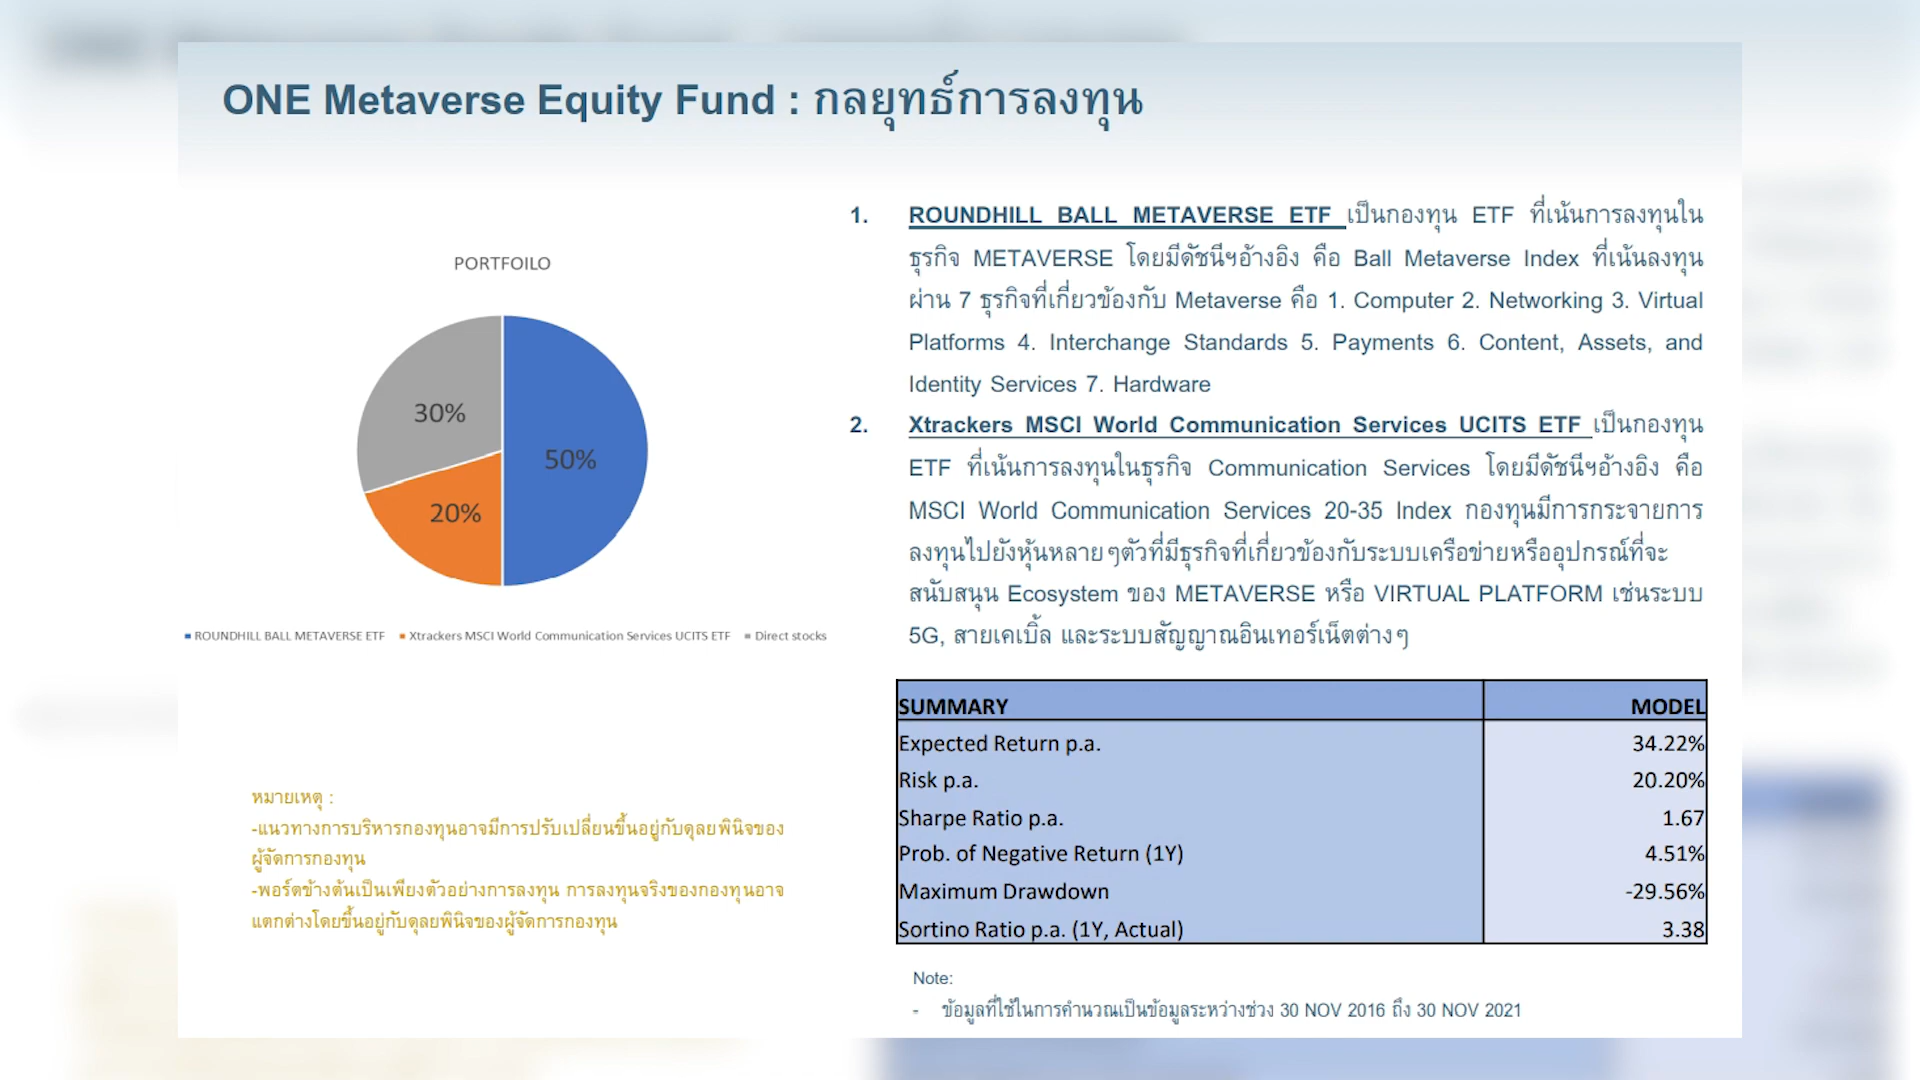 ONE Metaverse Equity Fund : กลยุทธ์การลงทุน
PORTFOILO
30%
50%
20%
ROUNDHILL BALL METAVERSE ETF
Xtrackers MSCI World Communication Services UCITS ETF
Direct stocks
หมายเหตุ :
-แนวทางการบริหารกองทุนอาจมีการปรับเปลี่ยนขึ้นอยู่กับดุลยพินิจของ
ผู้จัดการกองทุน
-พอร์ตข้างต้นเป็นเพียงตัวอย่างการลงทุน การลงทุนจริงของกองทุนอาจ
แตกต่างโดยขึ้นอยู่กับดุลยพินิจของผู้จัดการกองทุน
1. ROUNDHILL BALL METAVERSE ETF เป็นกองทุน ETF ที่เน้นการลงทุนใน
ธุรกิจ METAVERSE โดยมีดัชนีฯอ้างอิง คือ Ball Metaverse Index ที่เน้นลงทุน
ผ่าน 7 ธุรกิจที่เกี่ยวข้องกับ Metaverse คือ 1. Computer 2. Networking 3. Virtual
Platforms 4. Interchange Standards 5. Payments 6. Content, Assets, and
Identity Services 7. Hardware
2. Xtrackers MSCI World Communication Services UCITS ETF เป็นกองทุน
ETF ที่เน้นการลงทุนในธุรกิจ Communication Services โดยมีดัชนีฯอ้างอิง คือ
MSCI World Communication Services 20-35 Index กองทุนมีการกระจายการ
ลงทุนไปยังหุ้นหลายๆตัวที่มีธุรกิจที่เกี่ยวข้องกับระบบเครือข่ายหรืออุปกรณ์ที่จะ
สนับสนุน Ecosystem ของ METAVERSE หรือ VIRTUAL PLATFORM เช่นระบบ
5G, สายเคเบิ้ล และระบบสัญญาณอินเทอร์เน็ตต่างๆ
SUMMARY MODEL
Expected Return p.a. 34.22%
Risk p.a. 20.20%
Sharpe Ratio p.a. 1.67
Prob. of Negative Return (1Y) 4.51%
Maximum Drawdown -29.56%
Sortino Ratio p.a. (1Y, Actual) 3.38
Note:
- ข้อมูลที่ใช้ในการคำนวณเป็นข้อมูลระหว่างช่วง 30 NOV 2016 ถึง 30 NOV 2021